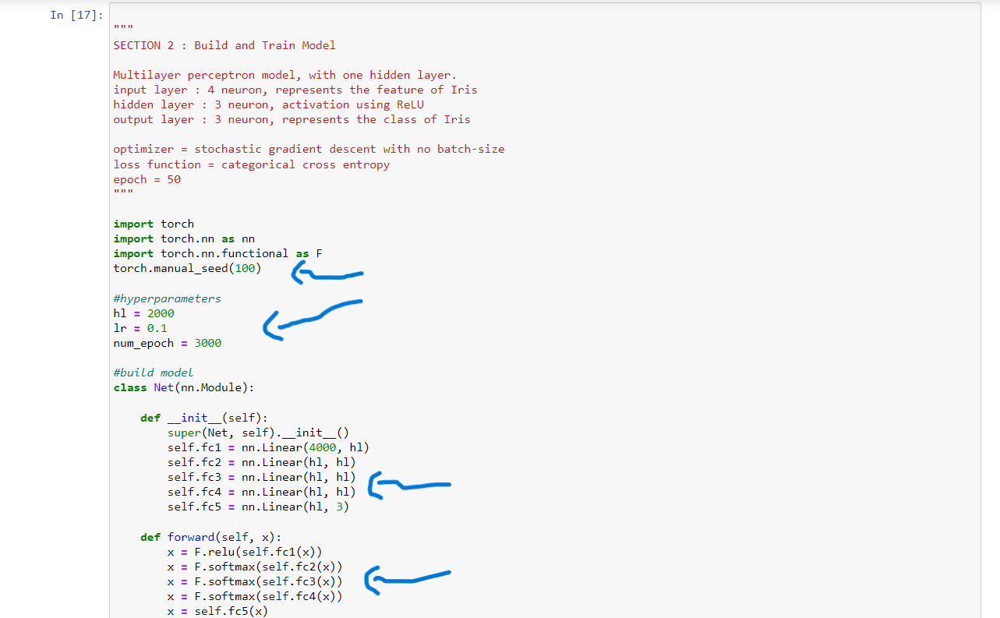 In [17]:
"""
SECTION 2 : Build and Train Model
Multilayer perceptron model, with one hidden layer.
input layer : 4 neuron, represents the feature of Iris
hidden layer : 3 neuron, activation using ReLU
output layer : 3 neuron, represents the class of Iris
optimizer = stochastic gradient descent with no batch-size
loss function = categorical cross entropy
epoch = 50
"""
import torch
import torch.nn as nn
import torch.nn.functional as F
torch.manual_seed(100)
#hyperparameters
hl = 2000
lr = 0.1
num_epoch = 3000
#build model
class Net(nn.Module):
    def __init__(self):
        super(Net, self).__init__()
        self.fc1 = nn.Linear(4000, hl)
        self.fc2 = nn.Linear(hl, hl)
        self.fc3 = nn.Linear(hl, hl)
        self.fc4 = nn.Linear(hl, hl)
        self.fc5 = nn.Linear(hl, 3)
    def forward(self, x):
        x = F.relu(self.fc1(x))
        x = F.softmax(self.fc2(x))
        x = F.softmax(self.fc3(x))
        x = F.softmax(self.fc4(x))
        x = self.fc5(x)